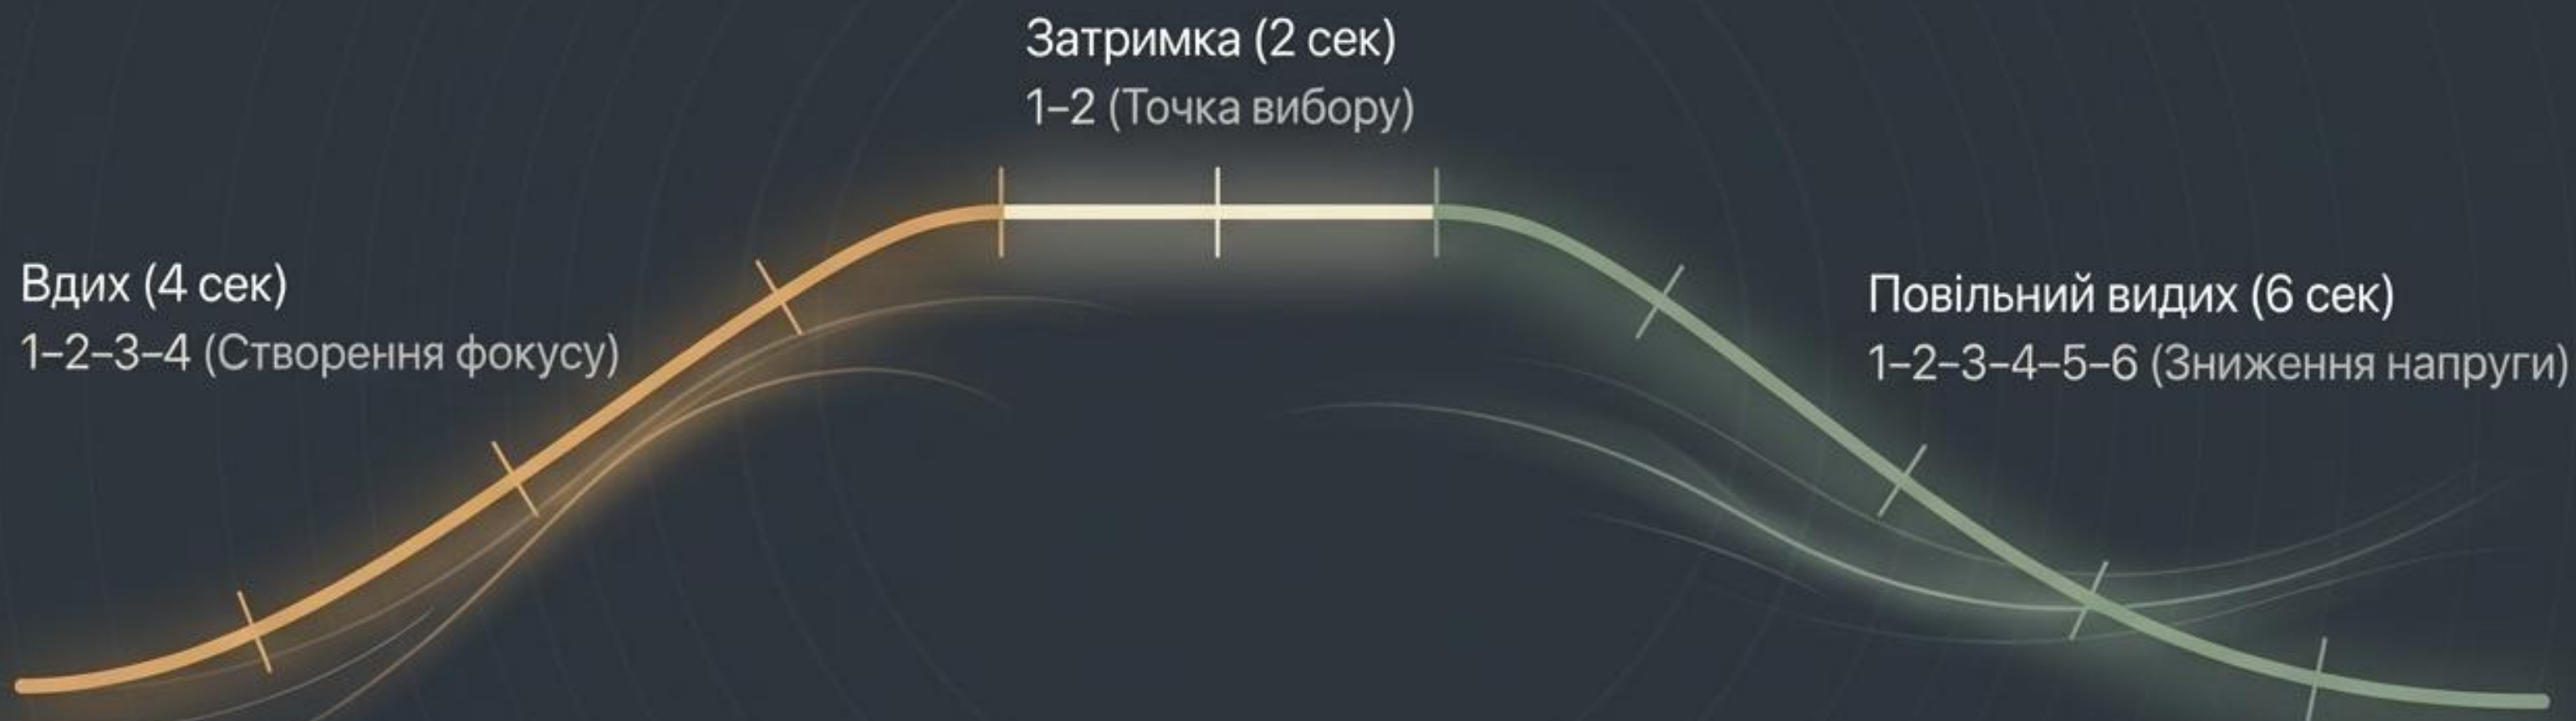 Затримка (2 сек)
1–2 (Точка вибору)
Вдих (4 сек)
1–2–3–4 (Створення фокусу)
Повільний видих (6 сек)
1–2–3–4–5–6 (Зниження напруги)